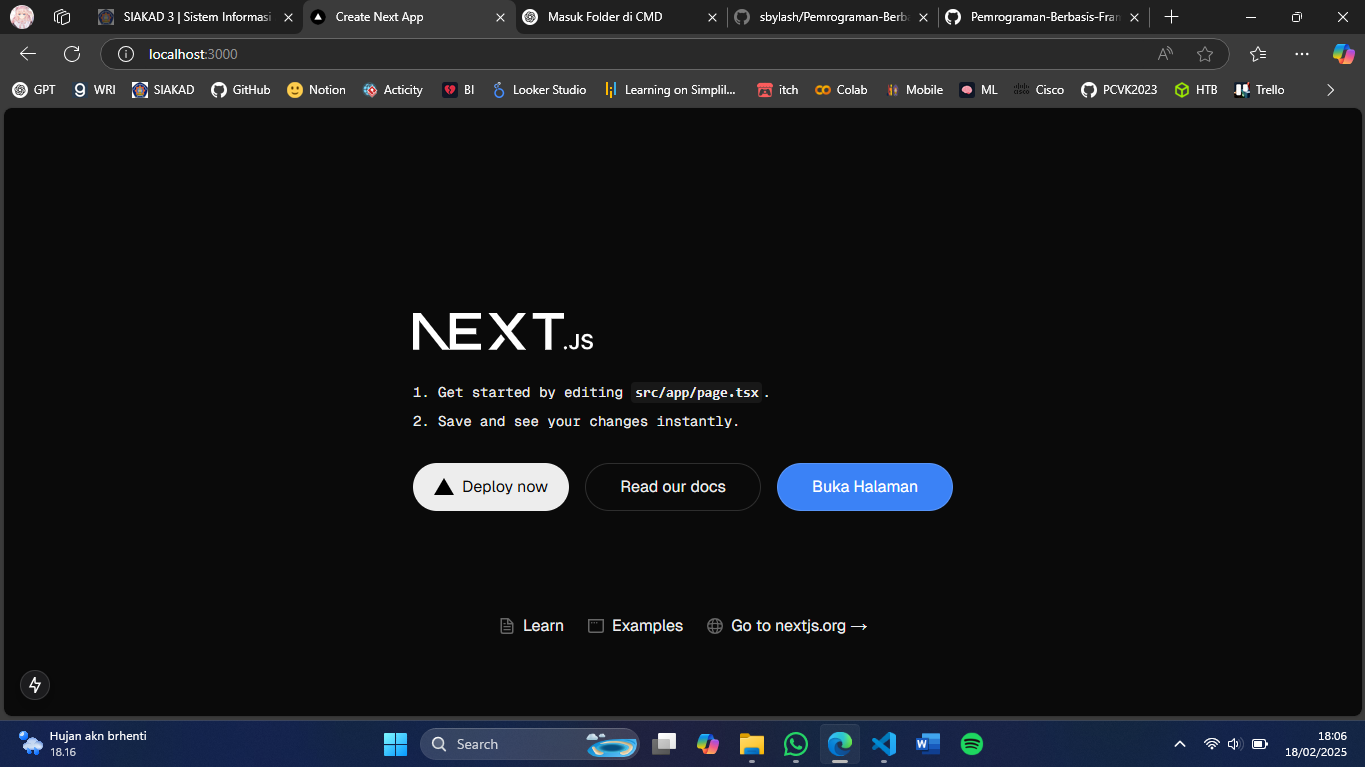 SIAKAD 3 | Sistem Informasi
Create Next App
Masuk Folder di CMD
sbylash/Pemrograman-Berba
Pemrograman-Berbasis-Fran
localhost:3000
GPT
WRI
SIAKAD
GitHub
Notion
Acticity
BI
Looker Studio
Learning on Simplil...
itch
Colab
Mobile
ML
Cisco
PCVK2023
HTB
Trello
NEXT.JS
1. Get started by editing src/app/page.tsx.
2. Save and see your changes instantly.
Deploy now
Read our docs
Buka Halaman
Learn
Examples
Go to nextjs.org →
Hujan akn brhenti
18.16
Search
18:06
18/02/2025